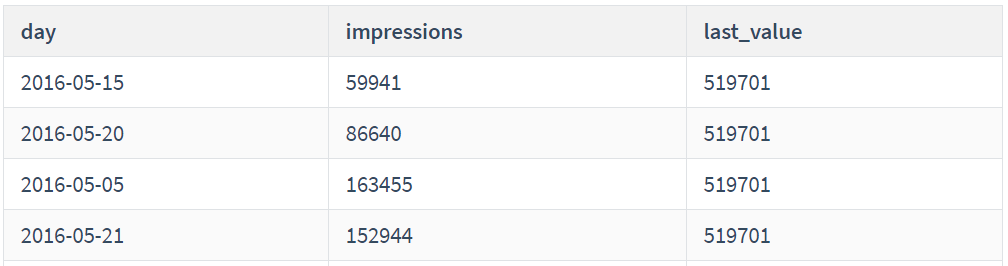 day impressions last_value
2016-05-15 59941 519701
2016-05-20 86640 519701
2016-05-05 163455 519701
2016-05-21 152944 519701